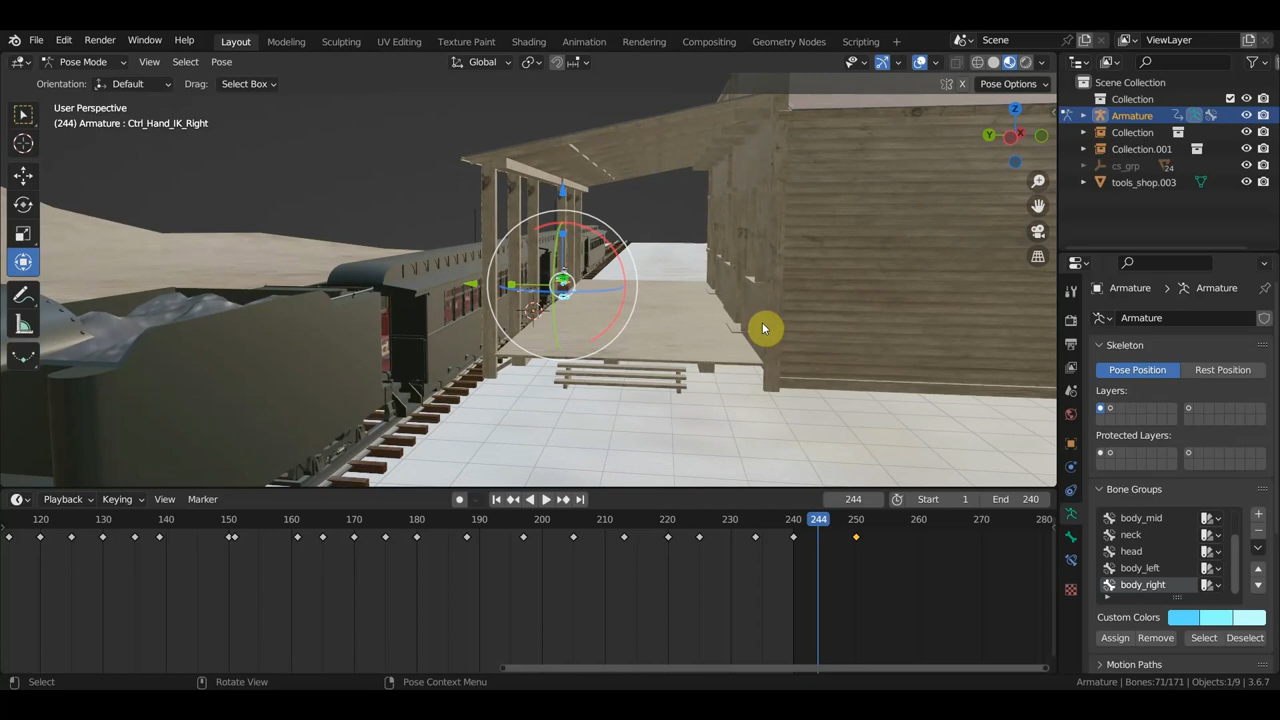 File Edit Render Window Help Layout Modeling Sculpting UV Editing Texture Paint Shading Animation Rendering Compositing Geometry Nodes Scripting + Scene ViewLayer
Pose Mode View Select Pose Global
Orientation: Default Drag: Select Box X Pose Options
User Perspective
(244) Armature : Ctrl_Hand_IK_Right
Z
Y
X
Scene Collection
Collection
Armature
Collection
Collection.001
cs_grp 24
tools_shop.003
Armature Armature
Armature
Skeleton
Pose Position Rest Position
Layers:
Protected Layers:
Bone Groups
body_mid
neck
head
body_left
body_right
Custom Colors
Assign Remove Select Deselect
Motion Paths
Playback Keying View Marker 244 Start 1 End 240
120 130 140 150 160 170 180 190 200 210 220 230 240 244 250 260 270 280
Select Rotate View Pose Context Menu Armature | Bones:71/171 | Objects:1/9 | 3.6.7